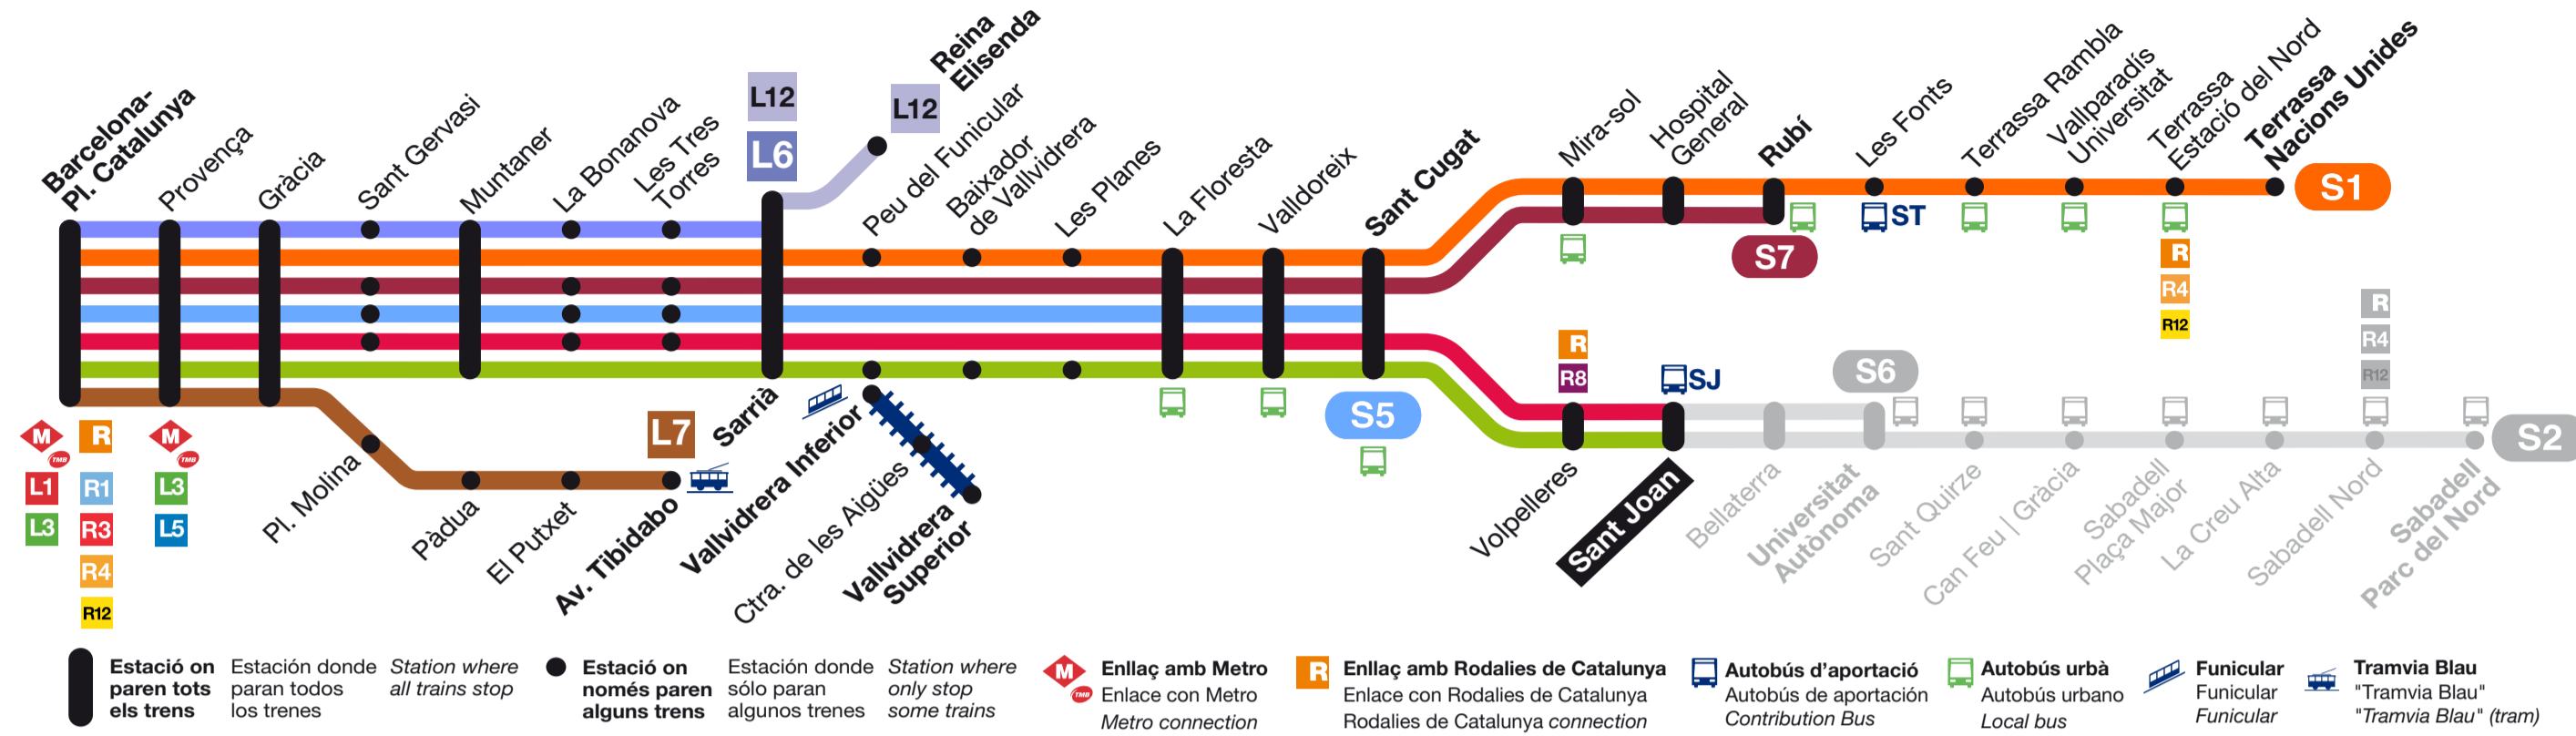 Barcelona-
Pl. Catalunya
Provença
Gràcia
Sant Gervasi
Muntaner
La Bonanova
Les Tres
Torres
L12
L6
L12
Reina
Elisenda
Peu del Funicular
Baixador
de Vallvidrera
Les Planes
La Floresta
Valldoreix
Sant Cugat
Mira-sol
Hospital
General
Rubí
Les Fonts
Terrassa Rambla
Vallparadís
Universitat
Terrassa
Estació del Nord
Terrassa
Nacions Unides
S1
ST
S7
R
R4
R12
R
R4
R12
R
R8
SJ
S6
S5
S2
M
TMB
L1
L3
R
R1
R3
R4
R12
M
TMB
L3
L5
Pl. Molina
Pàdua
El Putxet
Av. Tibidabo
L7
Sarrià
Vallvidrera Inferior
Ctra. de les Aigües
Vallvidrera
Superior
Volpelleres
Sant Joan
Bellaterra
Universitat
Autònoma
Sant Quirze
Can Feu | Gràcia
Sabadell
Plaça Major
La Creu Alta
Sabadell Nord
Sabadell
Parc del Nord
Estació on
paren tots
els trens
Estación donde
paran todos
los trenes
Station where
all trains stop
Estació on
només paren
alguns trens
Estación donde
sólo paran
algunos trenes
Station where
only stop
some trains
M
TMB
Enllaç amb Metro
Enlace con Metro
Metro connection
R
Enllaç amb Rodalies de Catalunya
Enlace con Rodalies de Catalunya
Rodalies de Catalunya connection
Autobús d'aportació
Autobús de aportación
Contribution Bus
Autobús urbà
Autobús urbano
Local bus
Funicular
Funicular
Funicular
Tramvia Blau
"Tramvia Blau"
"Tramvia Blau" (tram)